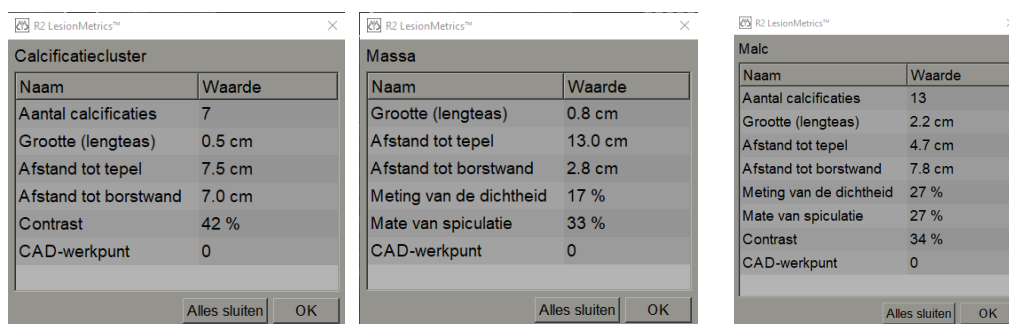 R2 LesionMetrics™
Calcificatiecluster
Naam Waarde
Aantal calcificaties 7
Grootte (lengteas) 0.5 cm
Afstand tot tepel 7.5 cm
Afstand tot borstwand 7.0 cm
Contrast 42 %
CAD-werkpunt 0
Alles sluiten OK
R2 LesionMetrics™
Massa
Naam Waarde
Grootte (lengteas) 0.8 cm
Afstand tot tepel 13.0 cm
Afstand tot borstwand 2.8 cm
Meting van de dichtheid 17 %
Mate van spiculatie 33 %
CAD-werkpunt 0
Alles sluiten OK
R2 LesionMetrics™
Malc
Naam Waarde
Aantal calcificaties 13
Grootte (lengteas) 2.2 cm
Afstand tot tepel 4.7 cm
Afstand tot borstwand 7.8 cm
Meting van de dichtheid 27 %
Mate van spiculatie 27 %
Contrast 34 %
CAD-werkpunt 0
Alles sluiten OK